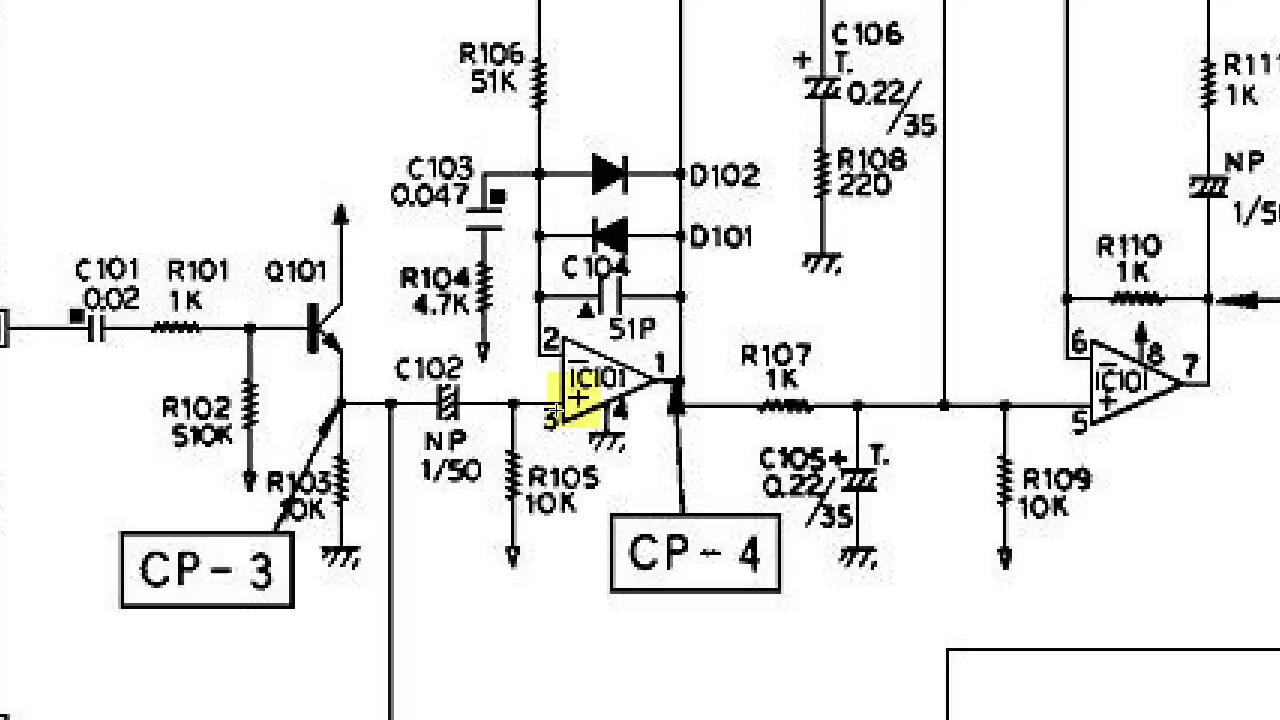 R106
51K
C106
+ T.
0.22/
35
R111
1K
C103
0.047
D102
R108
220
NP
1/50
D101
C104
51P
R110
1K
C101
0.02
R101
1K
Q101
R104
4.7K
2
IC101
1
-
+
3
6
8
7
IC101
-
+
5
C102
NP
1/50
R107
1K
R102
510K
R103
10K
R105
10K
C105+ T.
0.22/
35
R109
10K
CP-3
CP-4